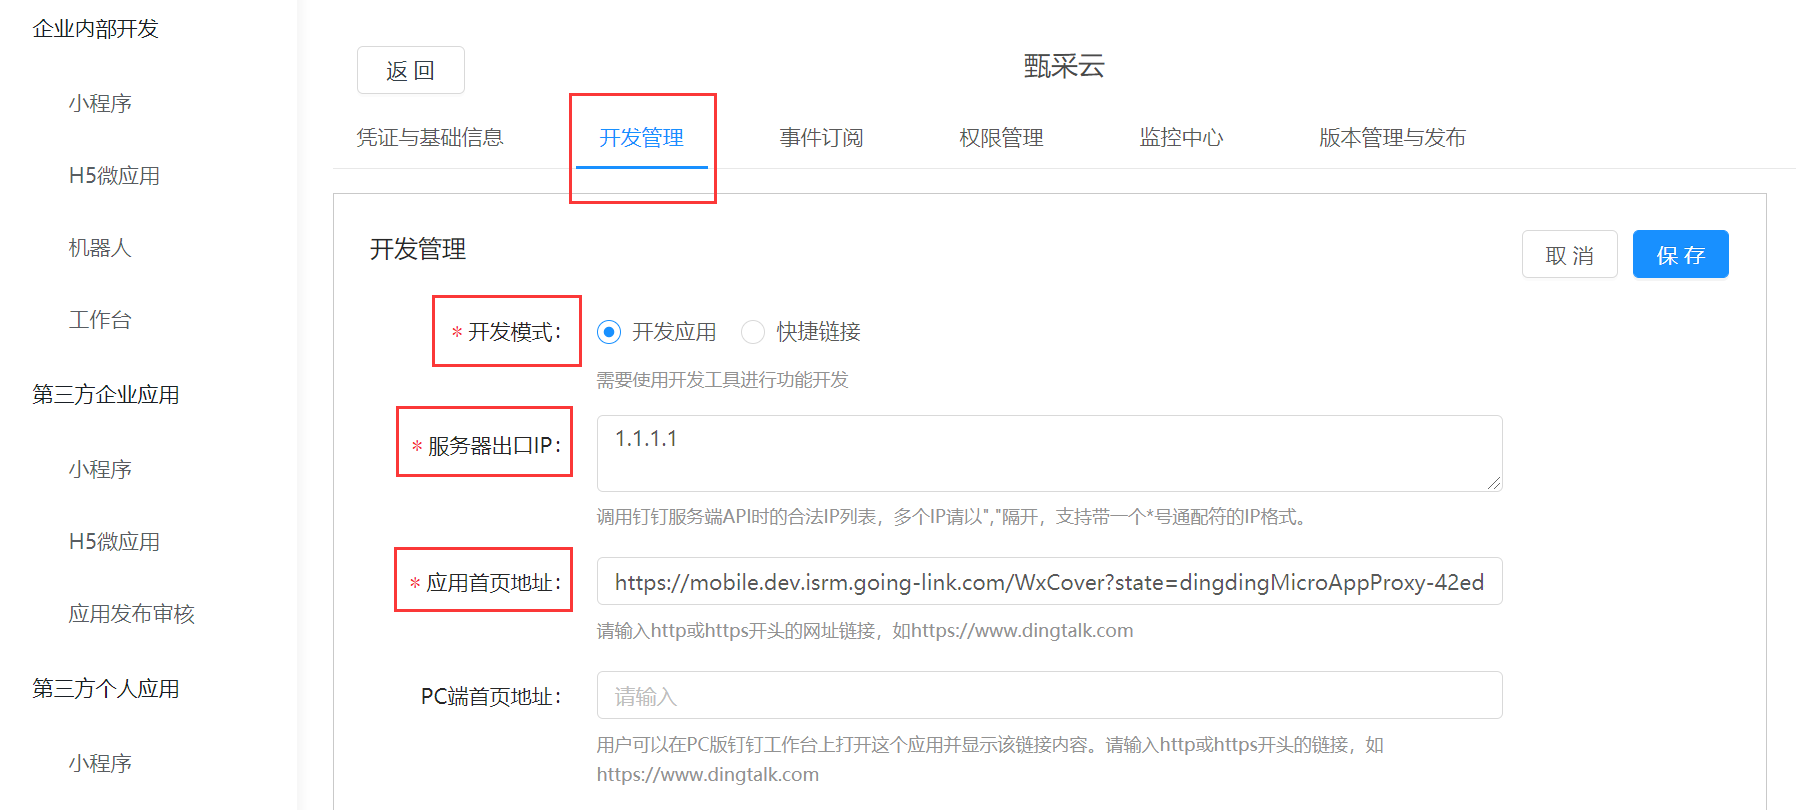 企业内部开发
小程序
H5微应用
机器人
工作台
第三方企业应用
小程序
H5微应用
应用发布审核
第三方个人应用
小程序
返 回
甄采云
凭证与基础信息
开发管理
事件订阅
权限管理
监控中心
版本管理与发布
开发管理
取 消
保 存
* 开发模式：
开发应用
快捷链接
需要使用开发工具进行功能开发
* 服务器出口IP：
1.1.1.1
调用钉钉服务端API时的合法IP列表，多个IP请以","隔开，支持带一个*号通配符的IP格式。
* 应用首页地址：
https://mobile.dev.isrm.going-link.com/WxCover?state=dingdingMicroAppProxy-42ed
请输入http或https开头的网址链接，如https://www.dingtalk.com
PC端首页地址：
请输入
用户可以在PC版钉钉工作台上打开这个应用并显示该链接内容。请输入http或https开头的链接，如
https://www.dingtalk.com